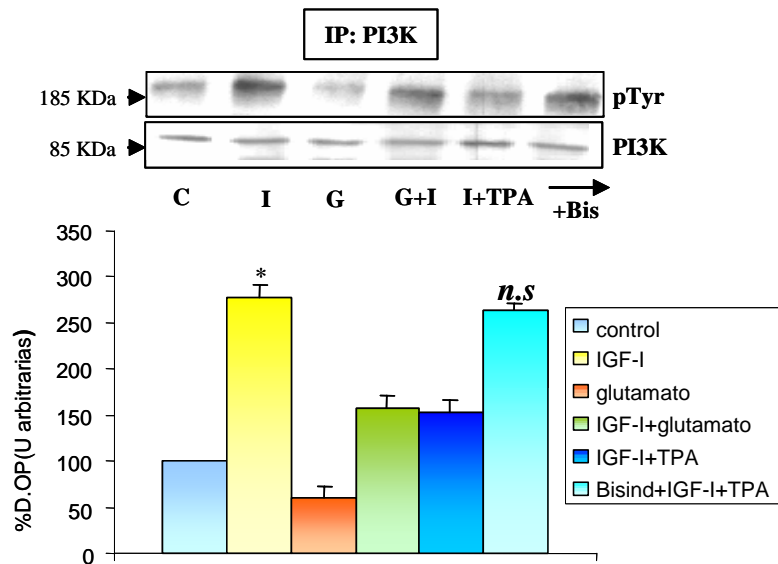 IP: PI3K
185 KDa
pTyr
85 KDa
PI3K
C I G G+I I+TPA +Bis
%D.OP(U arbitrarias)
350
300
250
200
150
100
50
0
*
n.s
control
IGF-I
glutamato
IGF-I+glutamato
IGF-I+TPA
Bisind+IGF-I+TPA